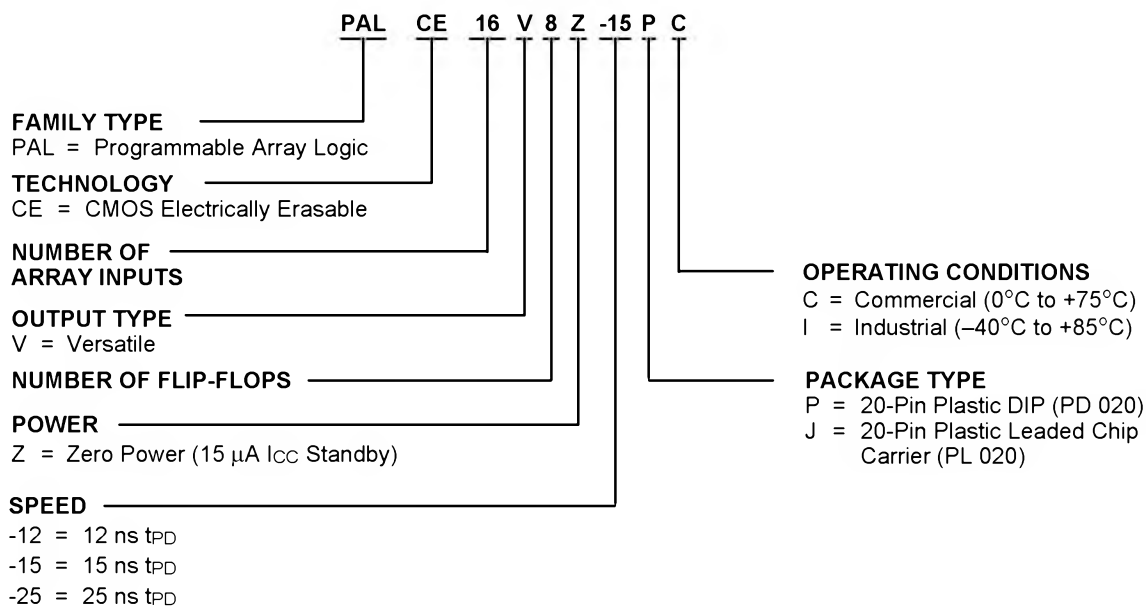 PAL CE 16 V 8 Z -15 P C
FAMILY TYPE
PAL = Programmable Array Logic
TECHNOLOGY
CE = CMOS Electrically Erasable
NUMBER OF
ARRAY INPUTS
OUTPUT TYPE
V = Versatile
NUMBER OF FLIP-FLOPS
POWER
Z = Zero Power (15 μA ICC Standby)
SPEED
-12 = 12 ns tPD
-15 = 15 ns tPD
-25 = 25 ns tPD
OPERATING CONDITIONS
C = Commercial (0°C to +75°C)
I = Industrial (–40°C to +85°C)
PACKAGE TYPE
P = 20-Pin Plastic DIP (PD 020)
J = 20-Pin Plastic Leaded Chip
Carrier (PL 020)